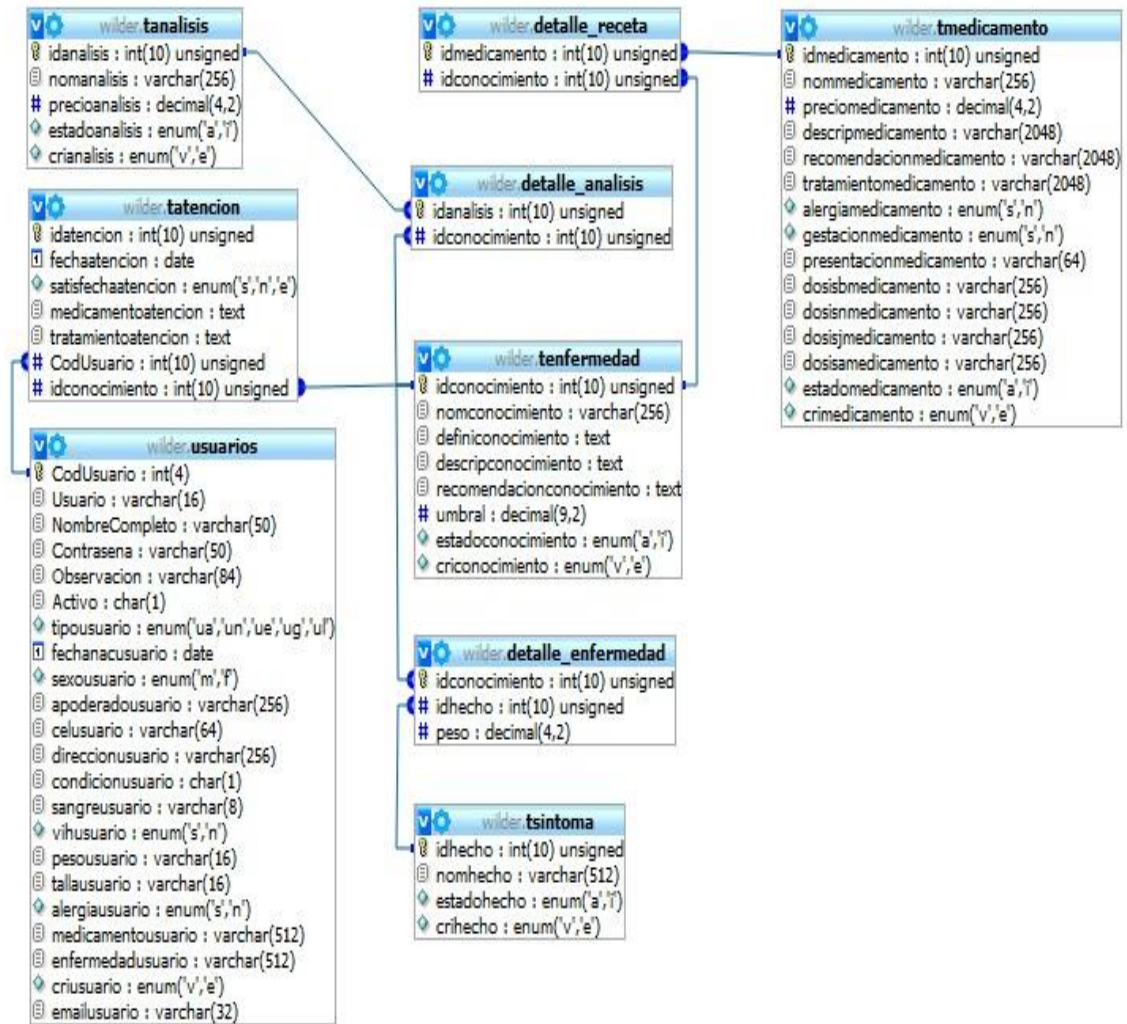 wilder.tanalisis
idanalisis : int(10) unsigned
nomanalisis : varchar(256)
# precioanalisis : decimal(4,2)
estadoanalisis : enum('a','i')
crianalisis : enum('v','e')
wilder.tatencion
idatencion : int(10) unsigned
fechaatencion : date
satisfechaatencion : enum('s','n','e')
medicamentoatencion : text
tratamientoatencion : text
# CodUsuario : int(10) unsigned
# idconocimiento : int(10) unsigned
wilder.usuarios
CodUsuario : int(4)
Usuario : varchar(16)
NombreCompleto : varchar(50)
Contrasena : varchar(50)
Observacion : varchar(84)
Activo : char(1)
tipousuario : enum('ua','un','ue','ug','ul')
fechanacusuario : date
sexousuario : enum('m','f')
apoderadousuario : varchar(256)
celusuario : varchar(64)
direccionusuario : varchar(256)
condicionusuario : char(1)
sangreusuario : varchar(8)
vihusuario : enum('s','n')
pesousuario : varchar(16)
tallausuario : varchar(16)
alergiausuario : enum('s','n')
medicamentousuario : varchar(512)
enfermedadusuario : varchar(512)
criusuario : enum('v','e')
emailusuario : varchar(32)
wilder.detalle_receta
idmedicamento : int(10) unsigned
# idconocimiento : int(10) unsigned
wilder.detalle_analisis
idanalisis : int(10) unsigned
# idconocimiento : int(10) unsigned
wilder.tenfermedad
idconocimiento : int(10) unsigned
nomconocimiento : varchar(256)
definiconocimiento : text
descripconocimiento : text
recomendacionconocimiento : text
# umbral : decimal(9,2)
estadoconocimiento : enum('a','i')
criconocimiento : enum('v','e')
wilder.detalle_enfermedad
idconocimiento : int(10) unsigned
# idhecho : int(10) unsigned
# peso : decimal(4,2)
wilder.tsintoma
idhecho : int(10) unsigned
nomhecho : varchar(512)
estadohecho : enum('a','i')
crihecho : enum('v','e')
wilder.tmedicamento
idmedicamento : int(10) unsigned
nommedicamento : varchar(256)
# preciomedicamento : decimal(4,2)
descripmedicamento : varchar(2048)
recomendacionmedicamento : varchar(2048)
tratamientomedicamento : varchar(2048)
alergiamedicamento : enum('s','n')
gestacionmedicamento : enum('s','n')
presentacionmedicamento : varchar(64)
dosisbmedicamento : varchar(256)
dosisnmedicamento : varchar(256)
dosisjmedicamento : varchar(256)
dosisamedicamento : varchar(256)
estadomedicamento : enum('a','i')
crimedicamento : enum('v','e')